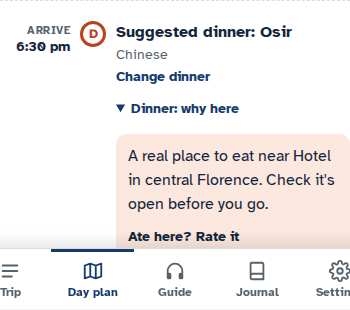 ARRIVE
6:30 pm
D
Suggested dinner: Osir
Chinese
Change dinner
▼ Dinner: why here
A real place to eat near Hotel
in central Florence. Check it's
open before you go.
Ate here? Rate it
Trip
Day plan
Guide
Journal
Settin